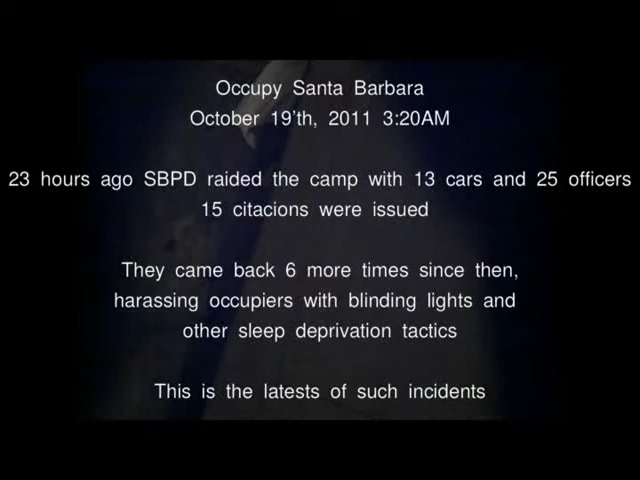 Occupy Santa Barbara
October 19'th, 2011 3:20AM
23 hours ago SBPD raided the camp with 13 cars and 25 officers
15 citacions were issued
They came back 6 more times since then,
harassing occupiers with blinding lights and
other sleep deprivation tactics
This is the latests of such incidents